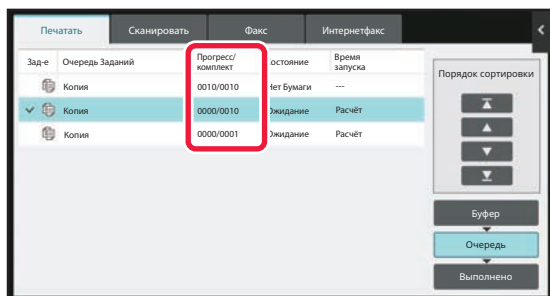 Печатать Сканировать Факс Интернетфакс
Зад-е Очередь Заданий Прогресс/ комплект остояние Время запуска
Копия 0010/0010 Нет Бумаги ---
Копия 0000/0010 Ожидание Расчёт
Копия 0000/0001 Ожидание Расчёт
Порядок сортировки
Буфер
Очередь
Выполнено